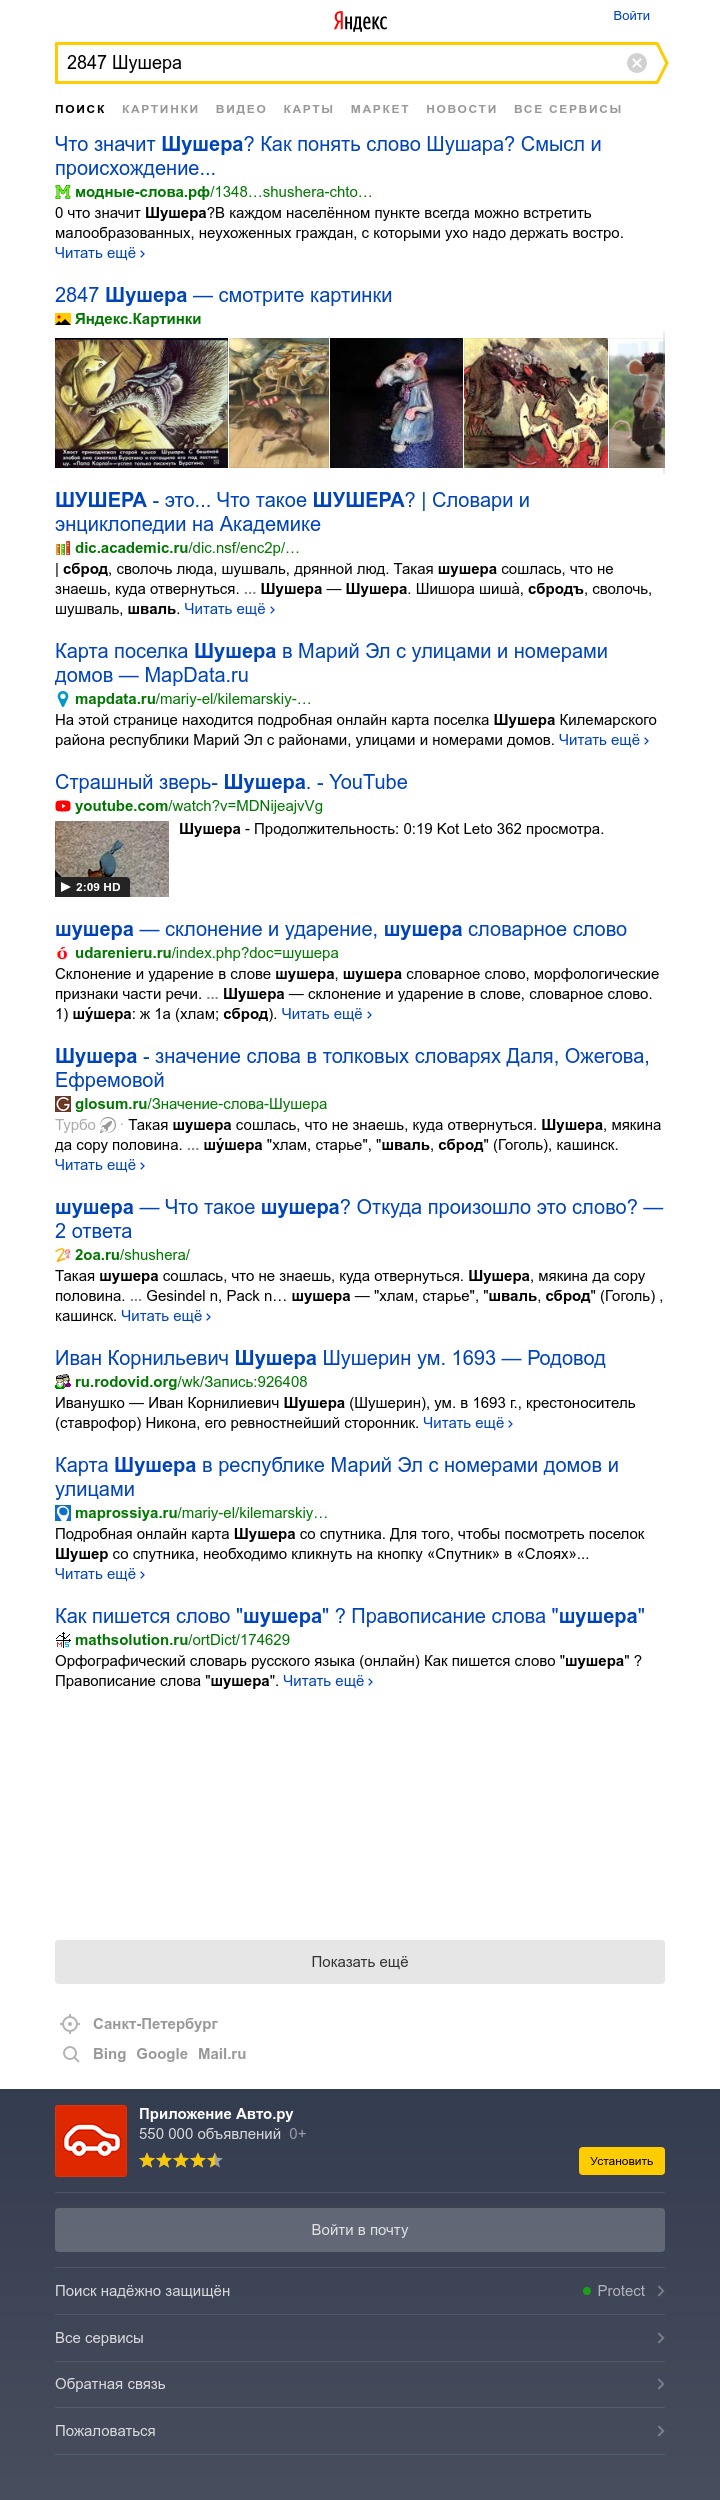 Яндекс
Войти
2847 Шушера
ПОИСК КАРТИНКИ ВИДЕО КАРТЫ МАРКЕТ НОВОСТИ ВСЕ СЕРВИСЫ
Что значит Шушера? Как понять слово Шушара? Смысл и
происхождение...
модные-слова.рф/1348…shushera-chto…
0 что значит Шушера?В каждом населённом пункте всегда можно встретить
малообразованных, неухоженных граждан, с которыми ухо надо держать востро.
Читать ещё ›
2847 Шушера — смотрите картинки
Яндекс.Картинки
Хвост принадлежал старой крысе Шушере. С бешеной
злобой она схватила Буратино и потащила его под лестни-
цу. «Папа Карло!»—успел только пискнуть Буратино.
ШУШЕРА - это... Что такое ШУШЕРА? | Словари и
энциклопедии на Академике
dic.academic.ru/dic.nsf/enc2p/…
| сброд, сволочь люда, шушваль, дрянной люд. Такая шушера сошлась, что не
знаешь, куда отвернуться. ... Шушера — Шушера. Шишора шишà, сбродъ, сволочь,
шушваль, шваль. Читать ещё ›
Карта поселка Шушера в Марий Эл с улицами и номерами
домов — MapData.ru
mapdata.ru/mariy-el/kilemarskiy-…
На этой странице находится подробная онлайн карта поселка Шушера Килемарского
района республики Марий Эл с районами, улицами и номерами домов. Читать ещё ›
Страшный зверь- Шушера. - YouTube
youtube.com/watch?v=MDNijeajvVg
Шушера - Продолжительность: 0:19 Kot Leto 362 просмотра.
2:09 HD
шушера — склонение и ударение, шушера словарное слово
udarenieru.ru/index.php?doc=шушера
Склонение и ударение в слове шушера, шушера словарное слово, морфологические
признаки части речи. ... Шушера — склонение и ударение в слове, словарное слово.
1) шу́шера: ж 1a (хлам; сброд). Читать ещё ›
Шушера - значение слова в толковых словарях Даля, Ожегова,
Ефремовой
glosum.ru/Значение-слова-Шушера
Турбо · Такая шушера сошлась, что не знаешь, куда отвернуться. Шушера, мякина
да сору половина. ... шу́шера "хлам, старье", "шваль, сброд" (Гоголь), кашинск.
Читать ещё ›
шушера — Что такое шушера? Откуда произошло это слово? —
2 ответа
2oa.ru/shushera/
Такая шушера сошлась, что не знаешь, куда отвернуться. Шушера, мякина да сору
половина. ... Gesindel n, Pack n… шушера — "хлам, старье", "шваль, сброд" (Гоголь) ,
кашинск. Читать ещё ›
Иван Корнильевич Шушера Шушерин ум. 1693 — Родовод
ru.rodovid.org/wk/Запись:926408
Иванушко — Иван Корнилиевич Шушера (Шушерин), ум. в 1693 г., крестоноситель
(ставрофор) Никона, его ревностнейший сторонник. Читать ещё ›
Карта Шушера в республике Марий Эл с номерами домов и
улицами
maprossiya.ru/mariy-el/kilemarskiy…
Подробная онлайн карта Шушера со спутника. Для того, чтобы посмотреть поселок
Шушер со спутника, необходимо кликнуть на кнопку «Спутник» в «Слоях»...
Читать ещё ›
Как пишется слово "шушера" ? Правописание слова "шушера"
mathsolution.ru/ortDict/174629
Орфографический словарь русского языка (онлайн) Как пишется слово "шушера" ?
Правописание слова "шушера". Читать ещё ›
Показать ещё
Санкт-Петербург
Bing Google Mail.ru
Приложение Авто.ру
550 000 объявлений 0+
Установить
Войти в почту
Поиск надёжно защищён Protect
Все сервисы
Обратная связь
Пожаловаться